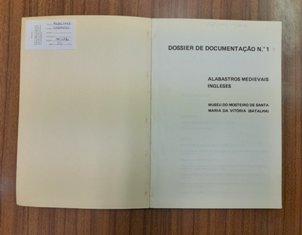 DOSSIER DE DOCUMENTAÇÃO N.º 1
ALABASTROS MEDIEVAIS
INGLESES
MUSEU DO MOSTEIRO DE SANTA
MARIA DA VITÓRIA (BATALHA)